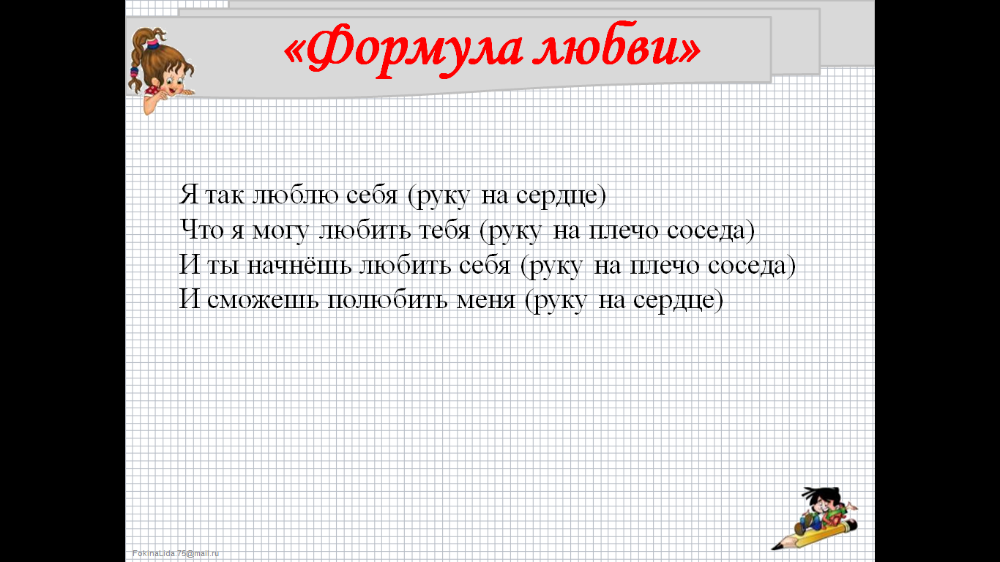 «Формула любви»
Я так люблю себя (руку на сердце)
Что я могу любить тебя (руку на плечо соседа)
И ты начнёшь любить себя (руку на плечо соседа)
И сможешь полюбить меня (руку на сердце)
FokinaLida.75@mail.ru